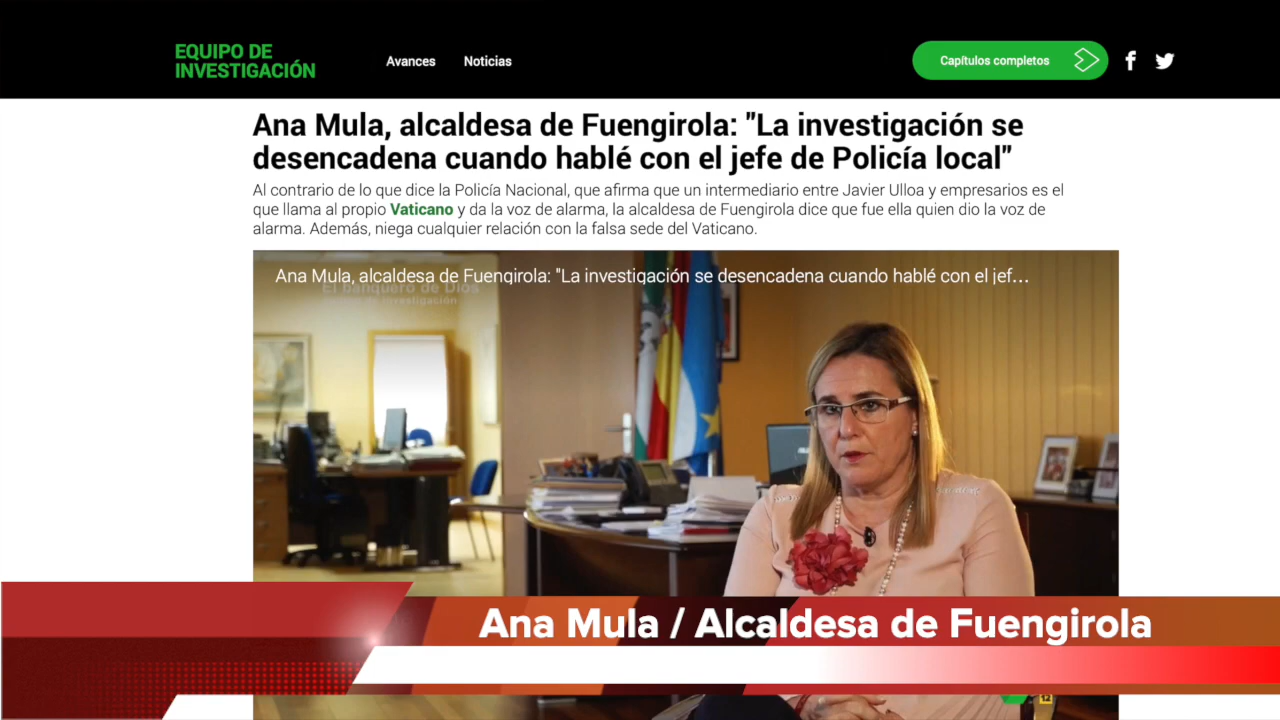 EQUIPO DE
INVESTIGACIÓN
Avances
Noticias
Capítulos completos
Ana Mula, alcaldesa de Fuengirola: "La investigación se
desencadena cuando hablé con el jefe de Policía local"
Al contrario de lo que dice la Policía Nacional, que afirma que un intermediario entre Javier Ulloa y empresarios es el
que llama al propio Vaticano y da la voz de alarma, la alcaldesa de Fuengirola dice que fue ella quien dio la voz de
alarma. Además, niega cualquier relación con la falsa sede del Vaticano.
Ana Mula, alcaldesa de Fuengirola: "La investigación se desencadena cuando hablé con el jef...
El banquero de Dios
equipo de investigación
Ana Mula / Alcaldesa de Fuengirola
12